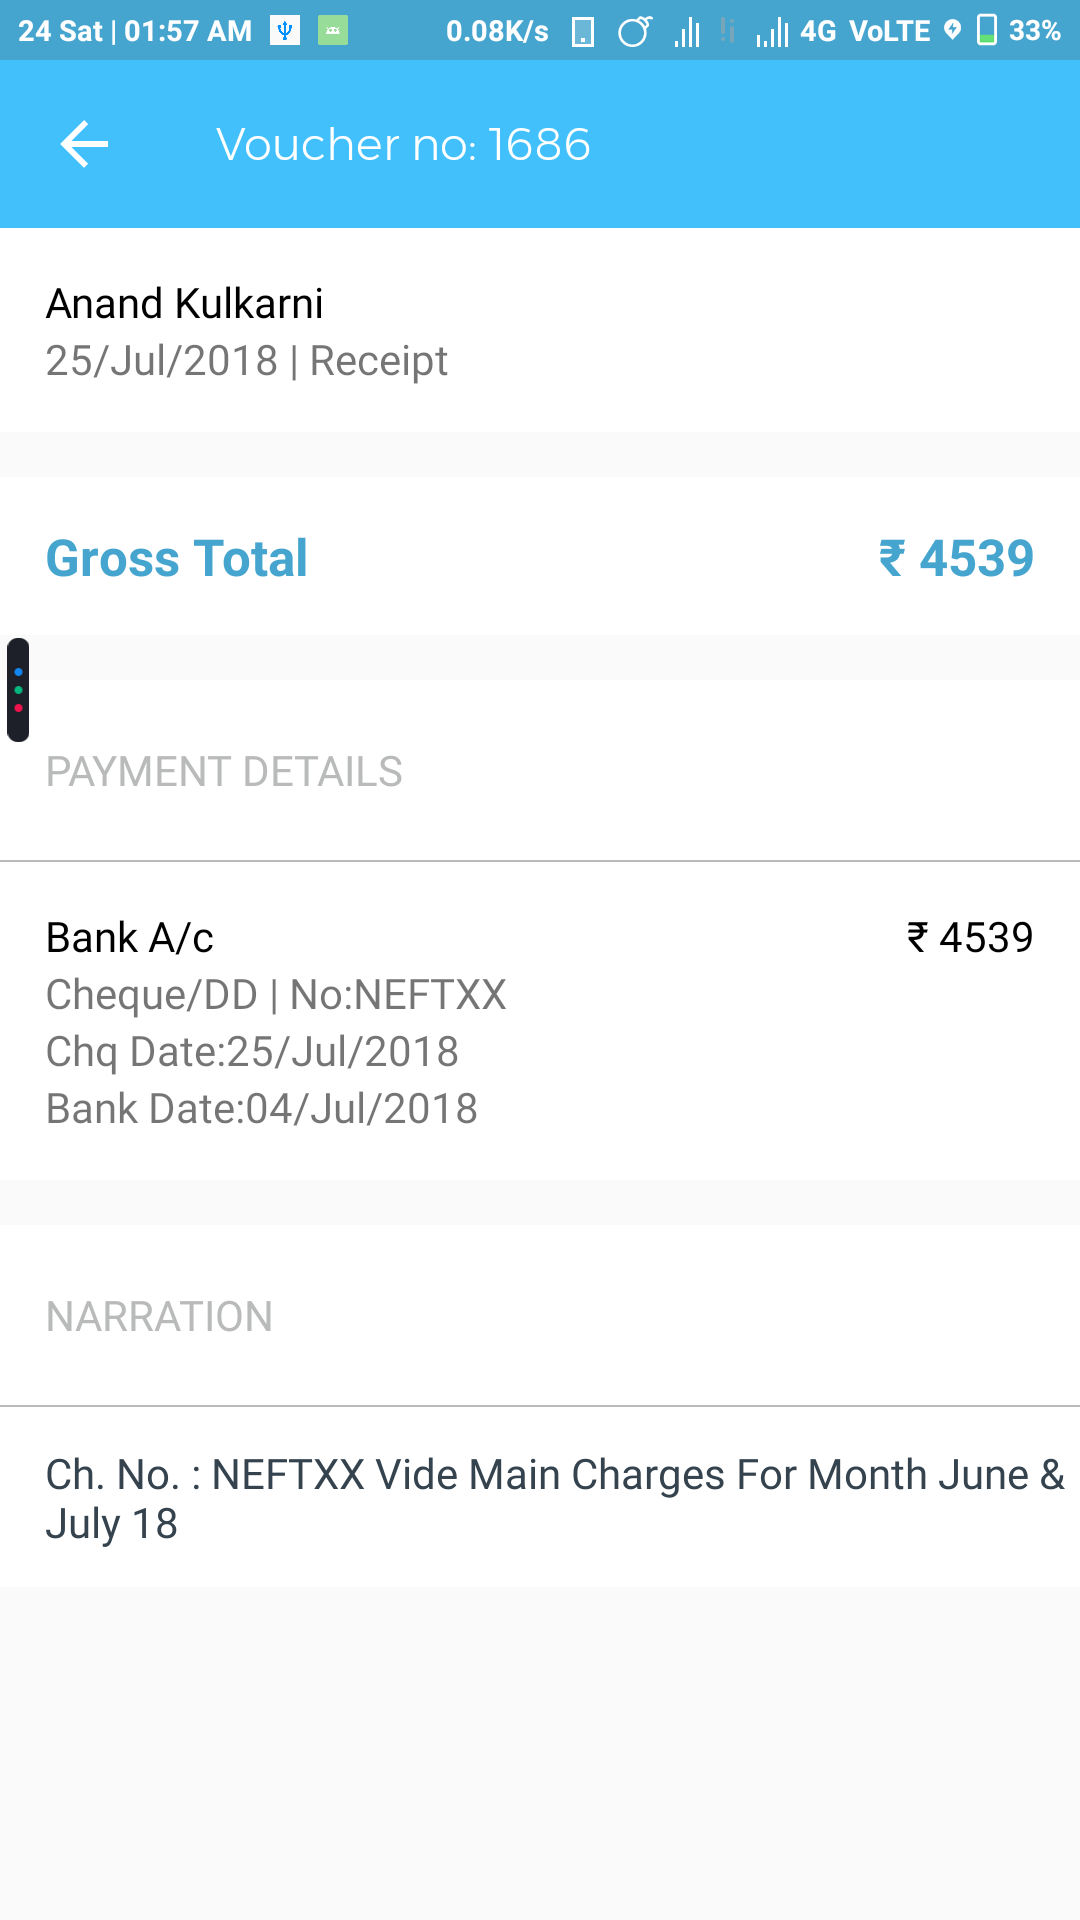 24 Sat | 01:57 AM 0.08K/s 4G VoLTE 33%
Voucher no: 1686
Anand Kulkarni
25/Jul/2018 | Receipt
Gross Total ₹ 4539
PAYMENT DETAILS
Bank A/c ₹ 4539
Cheque/DD | No:NEFTXX
Chq Date:25/Jul/2018
Bank Date:04/Jul/2018
NARRATION
Ch. No. : NEFTXX Vide Main Charges For Month June &
July 18